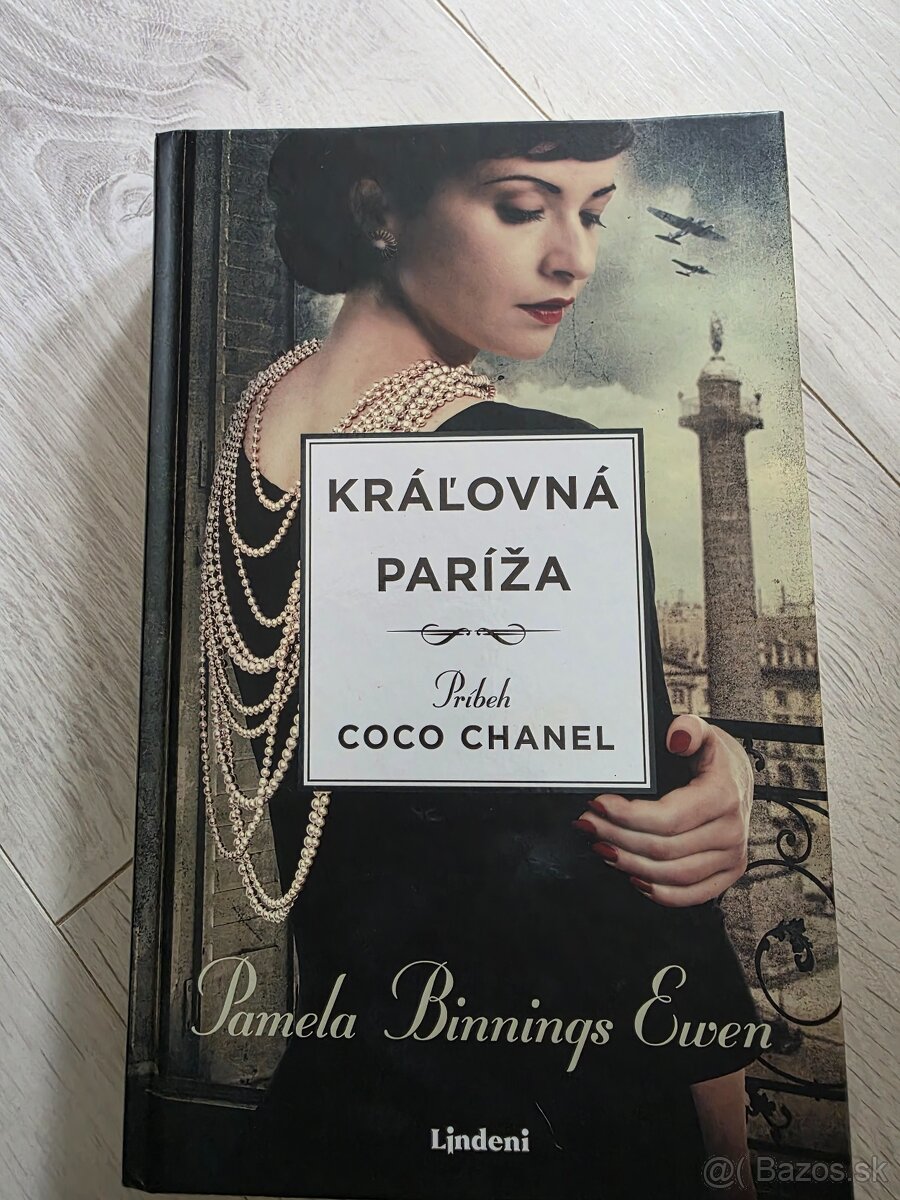 KRÁĽOVNÁ
PARÍŽA
Príbeh
COCO CHANEL
Pamela Binnings Ewen
Lindeni
@( Bazos.sk